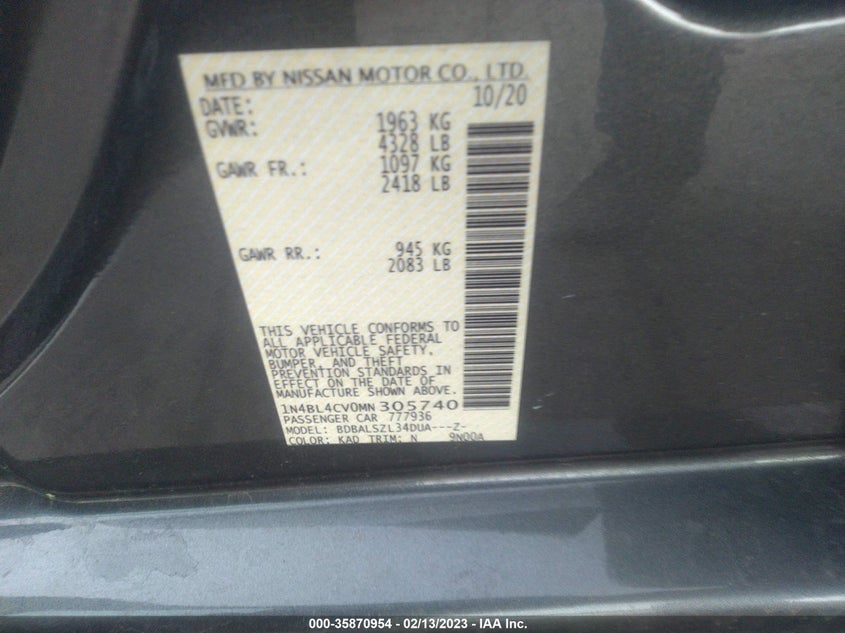 MFD BY NISSAN MOTOR CO., LTD.
DATE: 10/20
GVWR: 1963 KG
4328 LB
GAWR FR.: 1097 KG
2418 LB
GAWR RR.: 945 KG
2083 LB
THIS VEHICLE CONFORMS TO
ALL APPLICABLE FEDERAL
MOTOR VEHICLE SAFETY,
BUMPER, AND THEFT
PREVENTION STANDARDS IN
EFFECT ON THE DATE OF
MANUFACTURE SHOWN ABOVE.
1N4BL4CV0MN305740
PASSENGER CAR 777936
MODEL: BDBALSZL34DUA---Z-
COLOR: KAD TRIM: N 9N00A
000-35870954 - 02/13/2023 - IAA Inc.